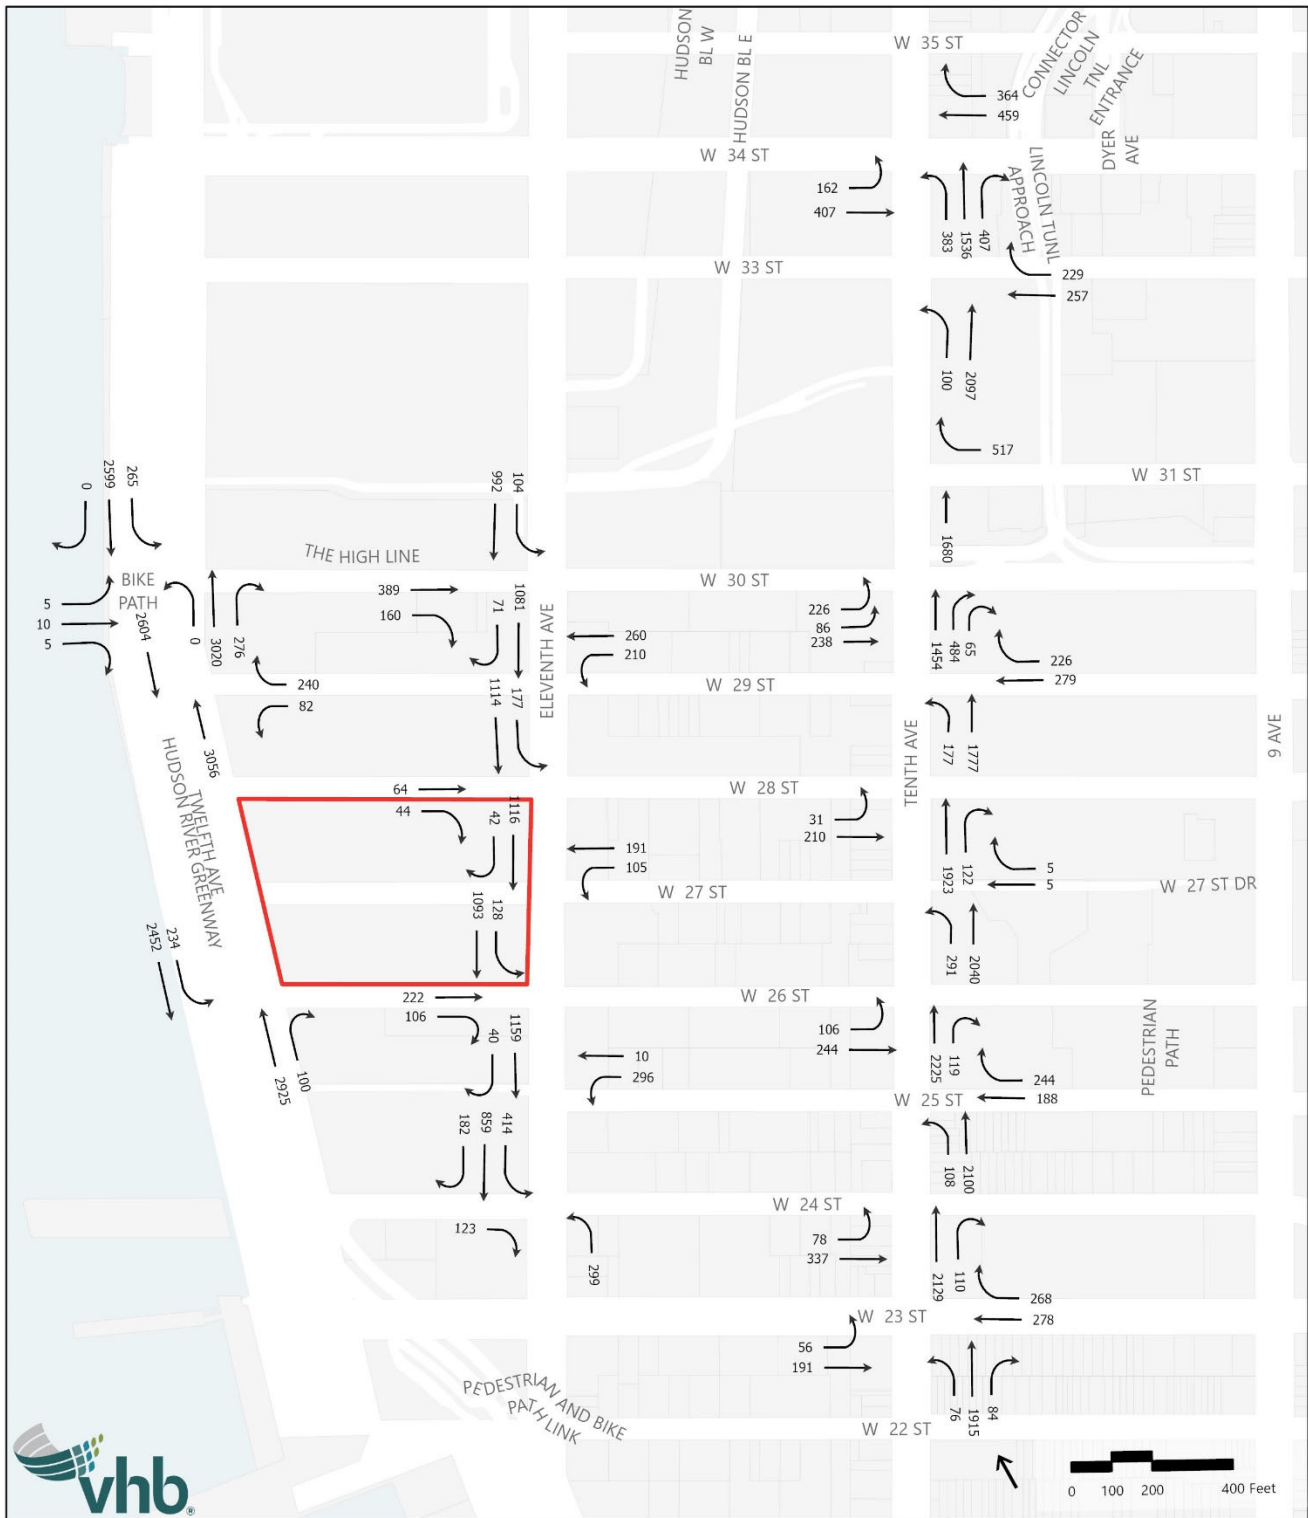 W 35 ST
HUDSON
BL W
HUDSON BL E
CONNECTOR
LINCOLN
TNL
ENTRANCE
DYER
AVE
364
459
W 34 ST
162
407
383
1536
407
LINCOLN TUNL
APPROACH
W 33 ST
229
257
100
2097
517
W 31 ST
0
2599
265
992
104
1680
THE HIGH LINE
W 30 ST
BIKE
PATH
5
10
5
2604
0
3020
276
389
160
71
1081
ELEVENTH AVE
260
210
226
86
238
1454
484
65
226
279
240
82
W 29 ST
1114
177
3056
TENTH AVE
177
1777
9 AVE
HUDSON RIVER GREENWAY
TWELFTH AVE
64
44
W 28 ST
42
1116
31
210
191
105
1923
122
5
5
W 27 ST
W 27 ST DR
1093
128
2452
234
291
2040
222
106
W 26 ST
106
244
2925
100
40
1159
10
296
2225
119
PEDESTRIAN
PATH
244
188
W 25 ST
182
859
414
108
2100
W 24 ST
123
299
78
337
2129
110
268
278
W 23 ST
56
191
PEDESTRIAN AND BIKE
PATH LINK
76
1915
84
W 22 ST
vhb®
0 100 200 400 Feet